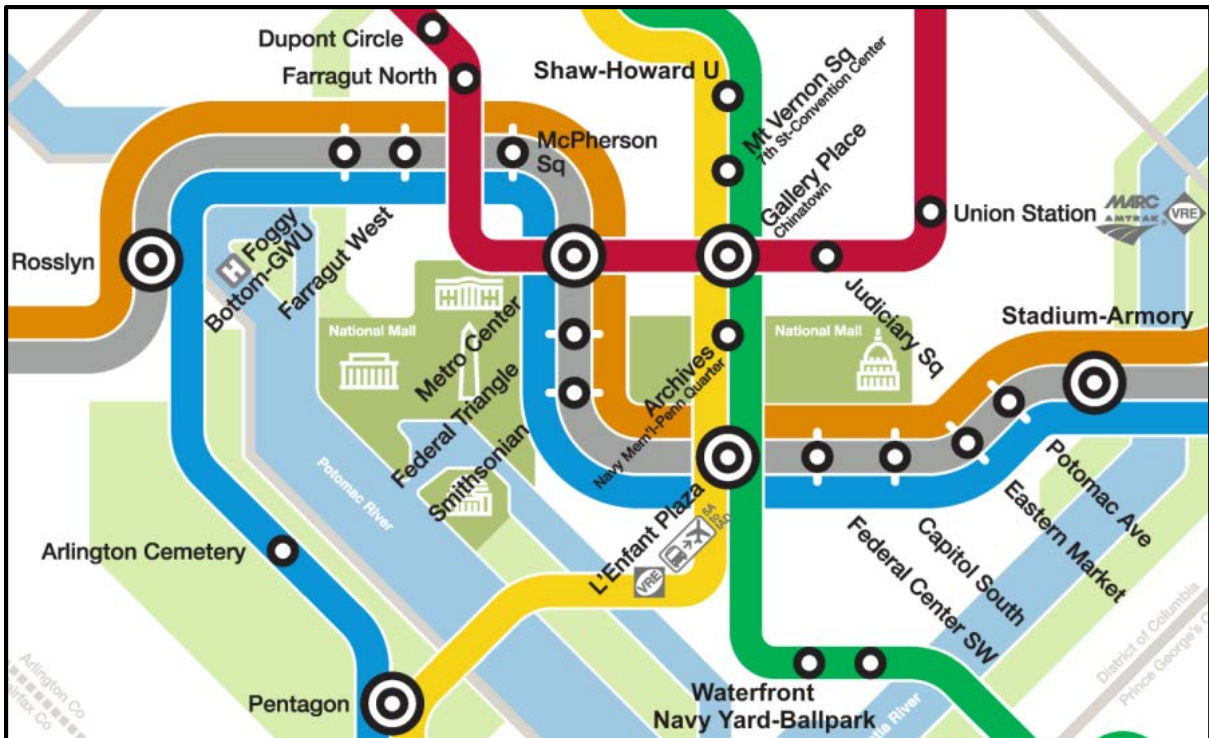 Dupont Circle
Farragut North
Shaw-Howard U
Mt Vernon Sq
7th St-Convention Center
McPherson
Sq
Gallery Place
Chinatown
Union Station
MARC
AMTRAK
VRE
Rosslyn
H
Foggy
Bottom-GWU
Farragut West
National Mall
Metro Center
Federal Triangle
Smithsonian
Archives
Navy Mem'l-Penn Quarter
National Mall
Judiciary Sq
Stadium-Armory
Potomac River
L'Enfant Plaza
VRE
5A
to
IAD
Potomac Ave
Eastern Market
Capitol South
Federal Center SW
Arlington Cemetery
Pentagon
Waterfront
Navy Yard-Ballpark
Arlington Co
District of Columbia